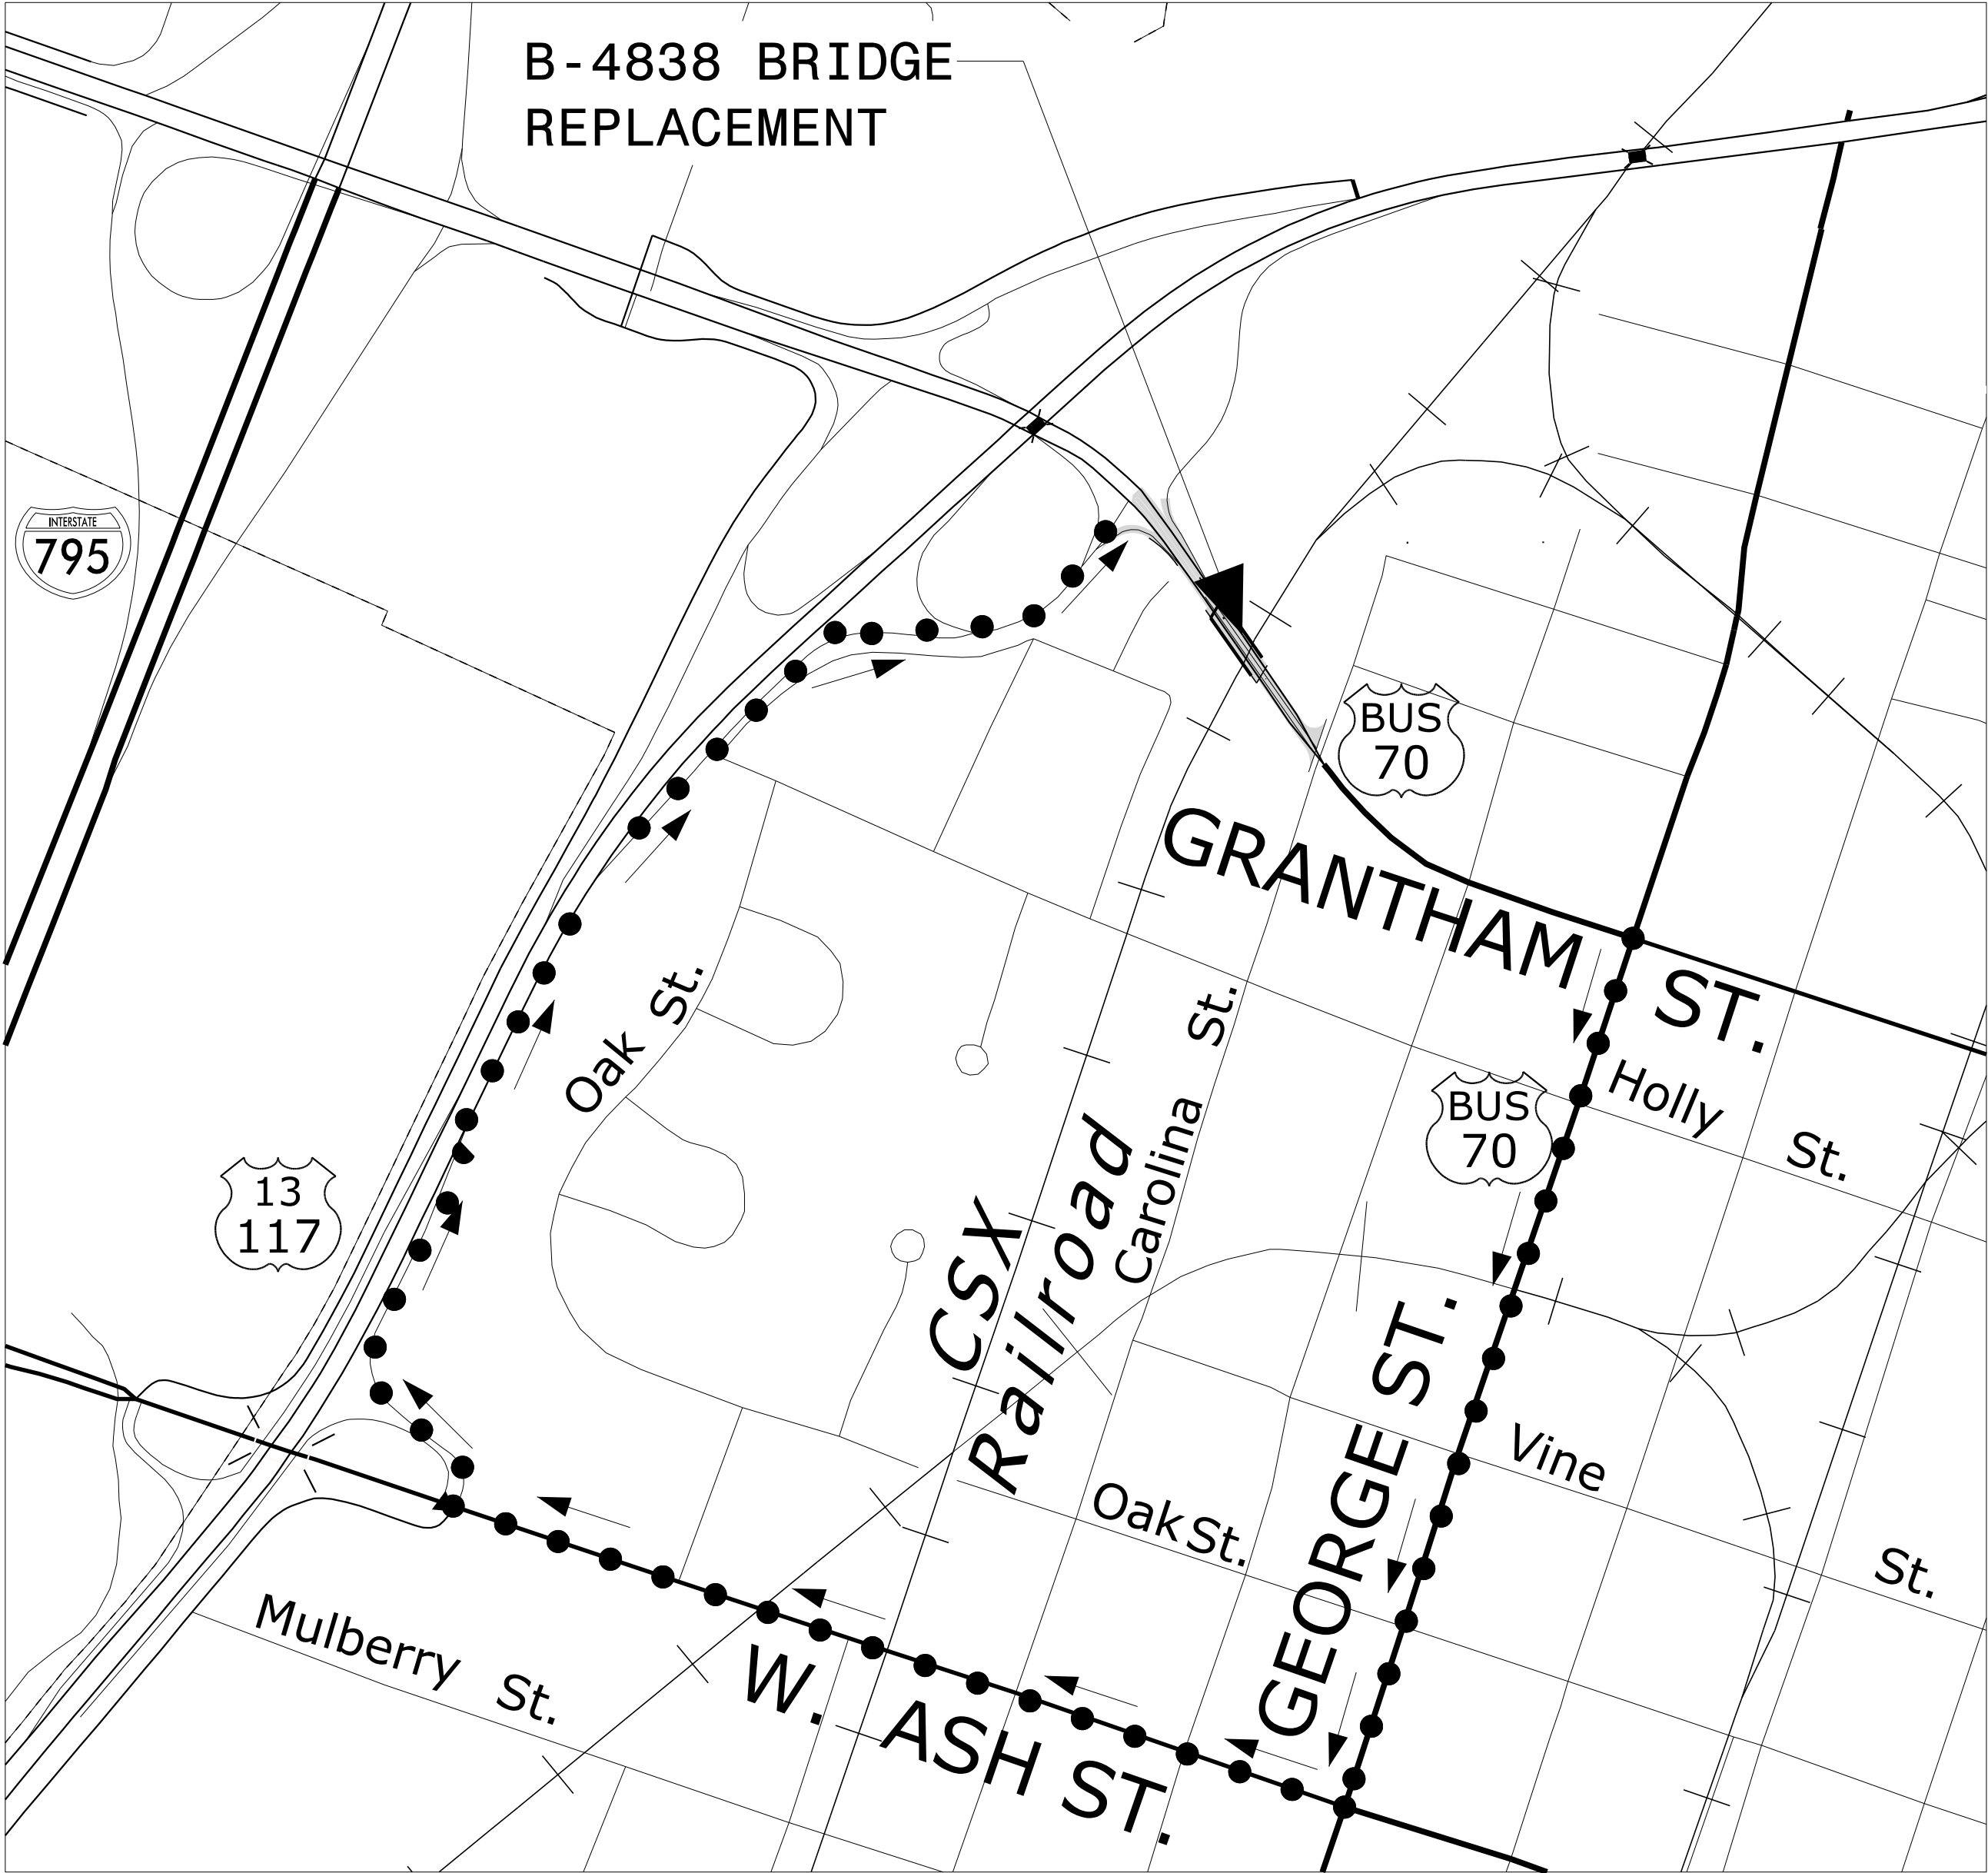 B-4838 BRIDGE
REPLACEMENT
INTERSTATE
795
BUS
70
GRANTHAM ST.
BUS
70
Holly St.
Oak St.
13
117
CSX
Railroad
Carolina St.
GEORGE ST.
Vine St.
Oak St.
Mulberry St.
W. ASH ST.